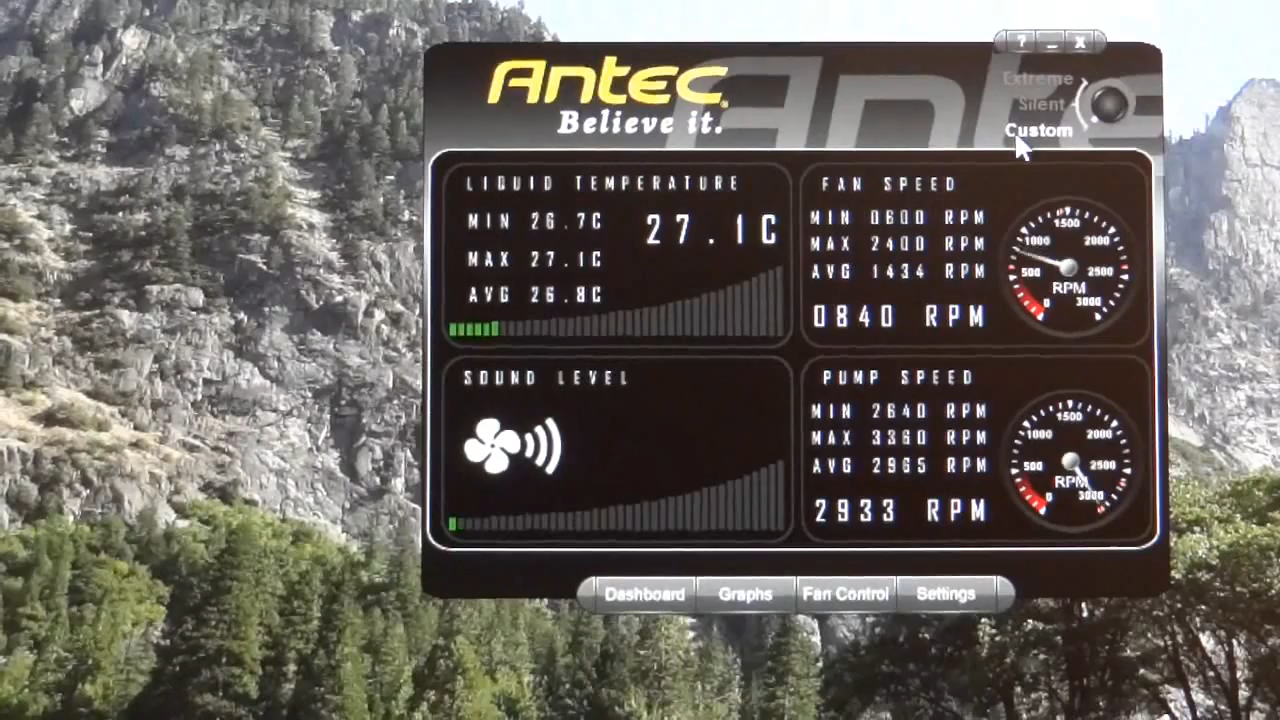 Antec
Believe it.
Ante
?
_
X
Extreme
Silent
Custom
LIQUID TEMPERATURE
MIN 26.7C
MAX 27.1C
AVG 26.8C
27.1C
FAN SPEED
MIN 0600 RPM
MAX 2400 RPM
AVG 1434 RPM
0840 RPM
0
500
1000
1500
2000
2500
3000
RPM
SOUND LEVEL
PUMP SPEED
MIN 2640 RPM
MAX 3360 RPM
AVG 2965 RPM
2933 RPM
0
500
1000
1500
2000
2500
3000
RPM
Dashboard
Graphs
Fan Control
Settings